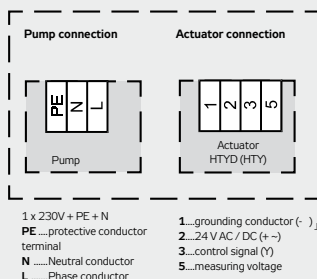 Pump connection
Actuator connection
PE N L
1 2 3 5
Pump
Actuator
HTYD (HTY)
1 x 230V + PE + N
PE ....protective conductor
terminal
N .....Neutral conductor
L .....Phase conductor
1....grounding conductor (- )
2....24 V AC / DC (+ ~)
3....control signal (Y)
5....measuring voltage